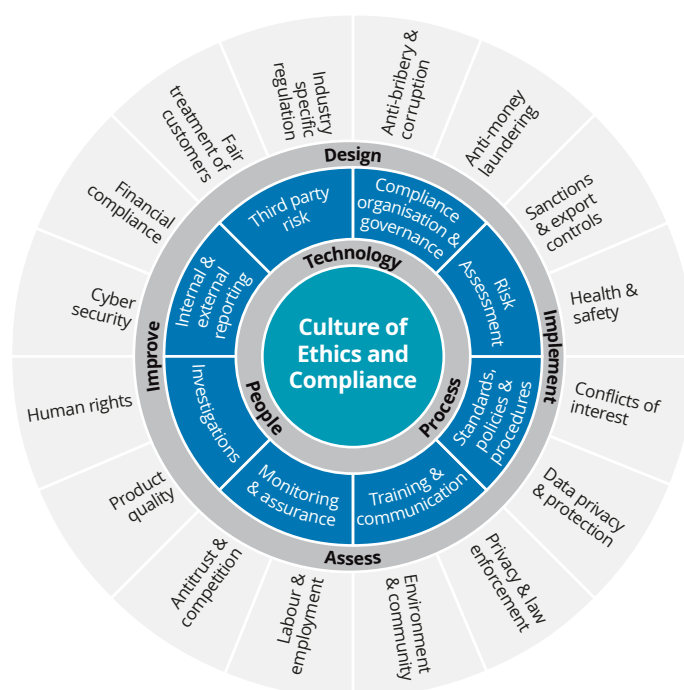 Anti-bribery &
corruption
Anti-money
laundering
Sanctions
& export
controls
Health &
safety
Conflicts of
interest
Data privacy
& protection
Privacy & law
enforcement
Environment
& community
Labour &
employment
Antitrust &
competition
Product
quality
Human rights
Cyber
security
Financial
compliance
Fair
treatment of
customers
Industry
specific
regulation
Design
Implement
Assess
Improve
Compliance
organisation &
governance
Risk
Assessment
Standards,
policies &
procedures
Training &
communication
Monitoring
& assurance
Investigations
Internal &
external
reporting
Third party
risk
Technology
Process
People
Culture of
Ethics and
Compliance